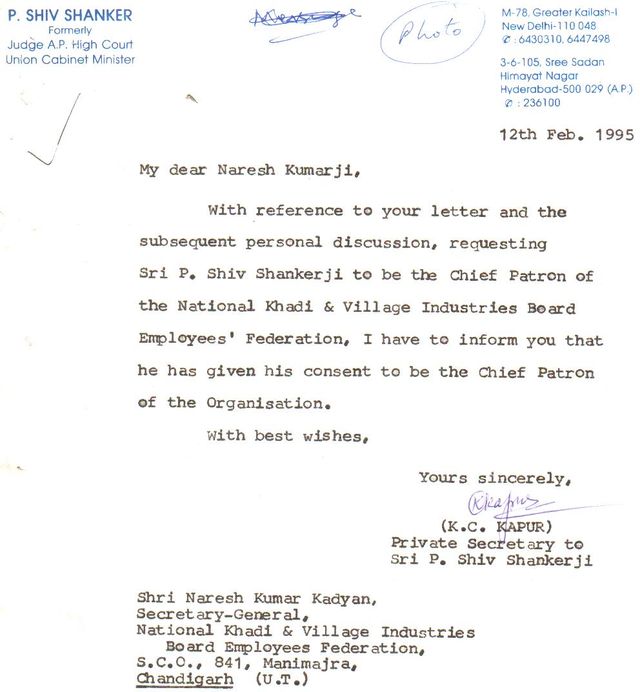 P. SHIV SHANKER
Formerly
Judge A.P. High Court
Union Cabinet Minister
Message
Photo
M-78, Greater Kailash-I
New Delhi-110 048.
✆ : 6430310, 6447498
3-6-105, Sree Sadan
Himayat Nagar
Hyderabad-500 029 (A.P.)
✆ : 236100
12th Feb. 1995
My dear Naresh Kumarji,
With reference to your letter and the
subsequent personal discussion, requesting
Sri P. Shiv Shankerji to be the Chief Patron of
the National Khadi & Village Industries Board
Employees' Federation, I have to inform you that
he has given his consent to be the Chief Patron
of the Organisation.
With best wishes,
Yours sincerely,
KKapur
(K.C. KAPUR)
Private Secretary to
Sri P. Shiv Shankerji
Shri Naresh Kumar Kadyan,
Secretary-General,
National Khadi & Village Industries
Board Employees Federation,
S.C.O., 841, Manimajra,
Chandigarh (U.T.)